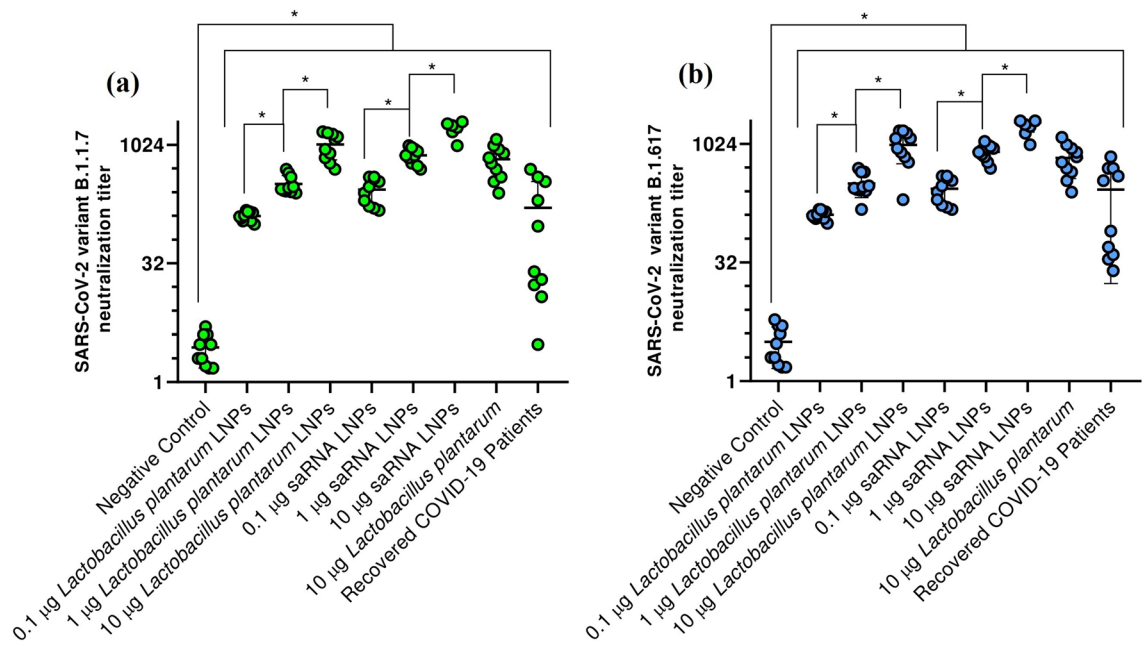 (a)
*
*
*
*
*
SARS-CoV-2 variant B.1.1.7
neutralization titer
1024
32
1
Negative Control
0.1 µg Lactobacillus plantarum LNPs
1 µg Lactobacillus plantarum LNPs
10 µg Lactobacillus plantarum LNPs
0.1 µg saRNA LNPs
1 µg saRNA LNPs
10 µg saRNA LNPs
10 µg Lactobacillus plantarum
Recovered COVID-19 Patients
(b)
*
*
*
*
*
SARS-CoV-2 variant B.1.617
neutralization titer
1024
32
1
Negative Control
0.1 µg Lactobacillus plantarum LNPs
1 µg Lactobacillus plantarum LNPs
10 µg Lactobacillus plantarum LNPs
0.1 µg saRNA LNPs
1 µg saRNA LNPs
10 µg saRNA LNPs
10 µg Lactobacillus plantarum
Recovered COVID-19 Patients